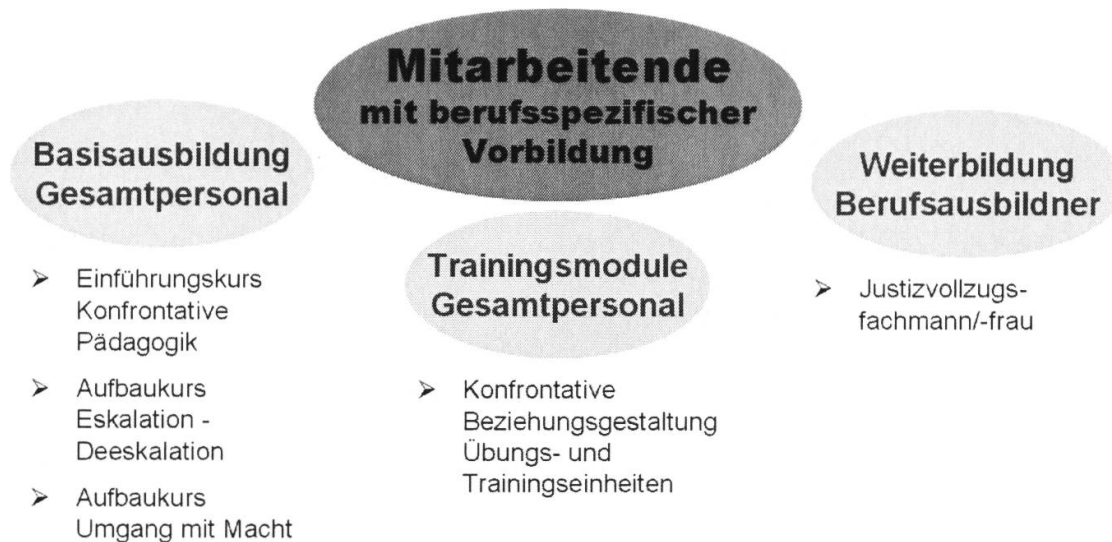 Mitarbeitende
mit berufsspezifischer
Vorbildung
Basisausbildung
Gesamtpersonal
➢ Einführungskurs
Konfrontative
Pädagogik
➢ Aufbaukurs
Eskalation -
Deeskalation
➢ Aufbaukurs
Umgang mit Macht
Trainingsmodule
Gesamtpersonal
➢ Konfrontative
Beziehungsgestaltung
Übungs- und
Trainingseinheiten
Weiterbildung
Berufsausbildner
➢ Justizvollzugs-
fachmann/-frau